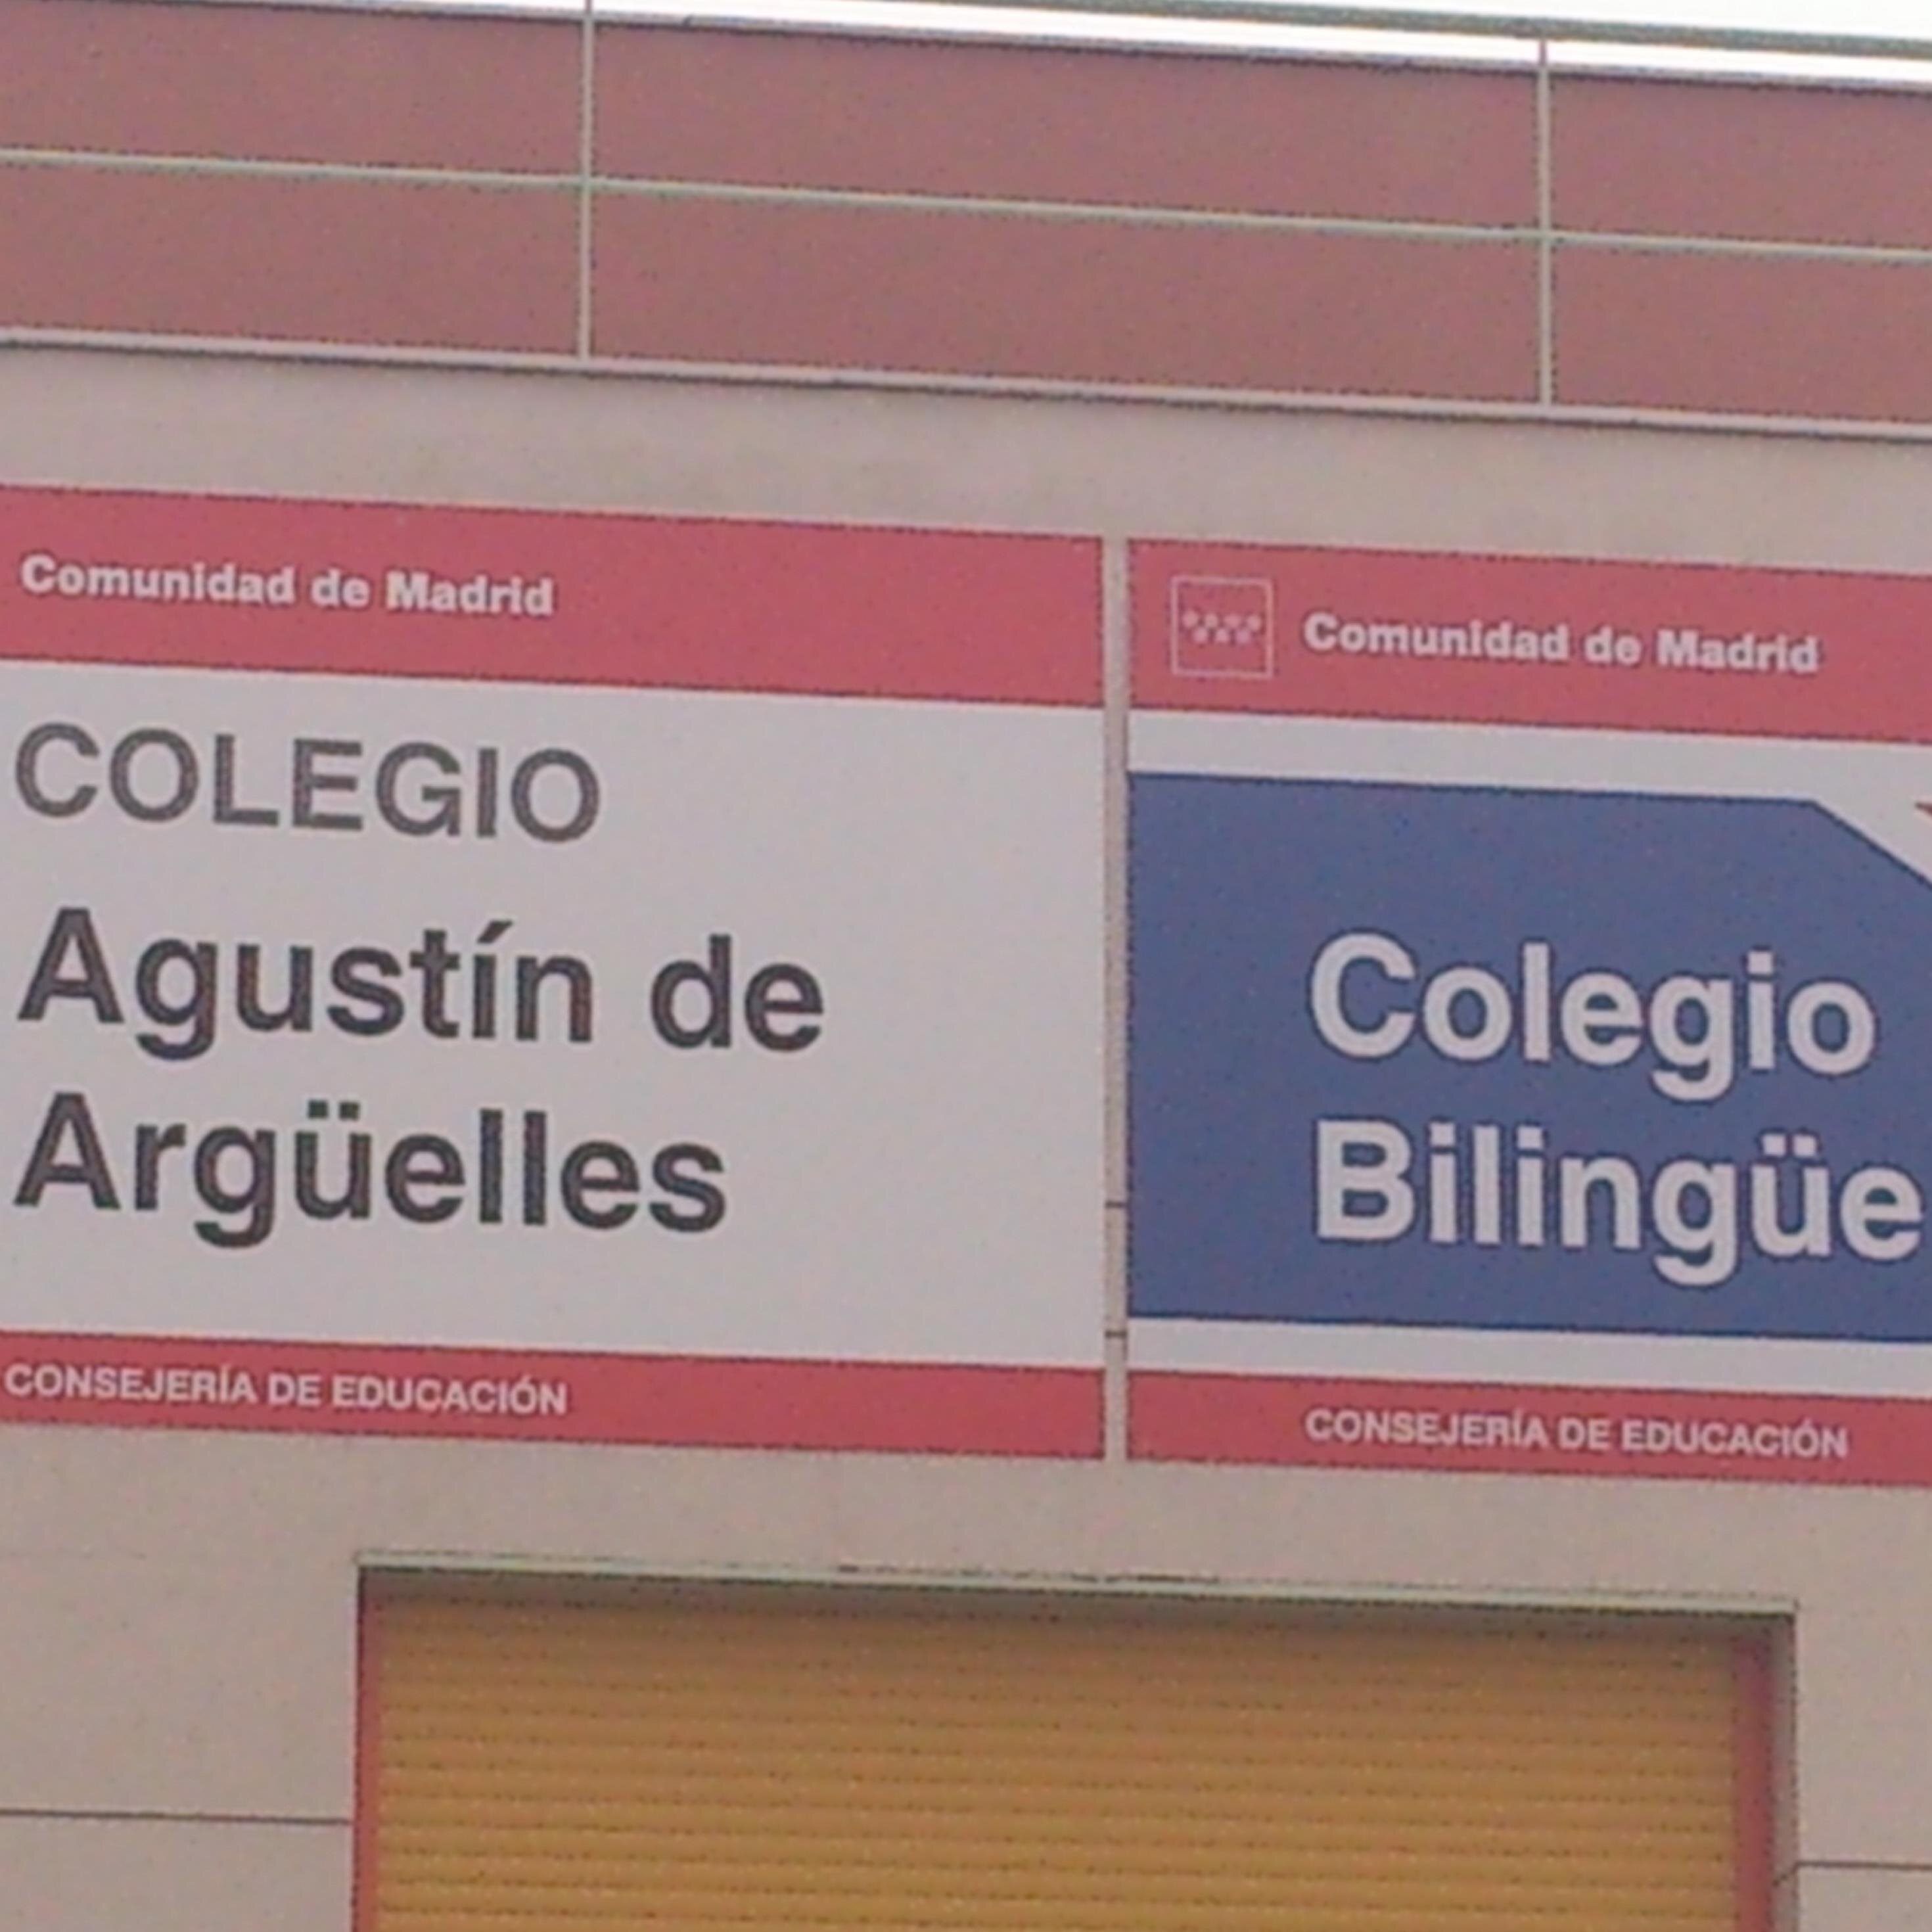 Comunidad de Madrid
COLEGIO
Agustín de
Argüelles
CONSEJERÍA DE EDUCACIÓN
Comunidad de Madrid
Colegio
Bilingüe
CONSEJERÍA DE EDUCACIÓN